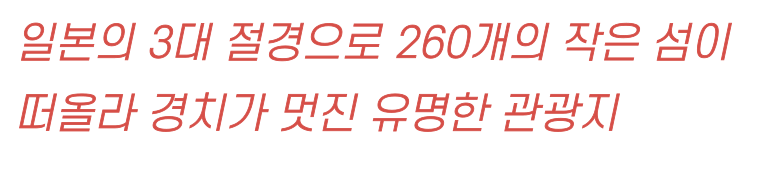 일본의 3대 절경으로 260개의 작은 섬이
떠올라 경치가 멋진 유명한 관광지